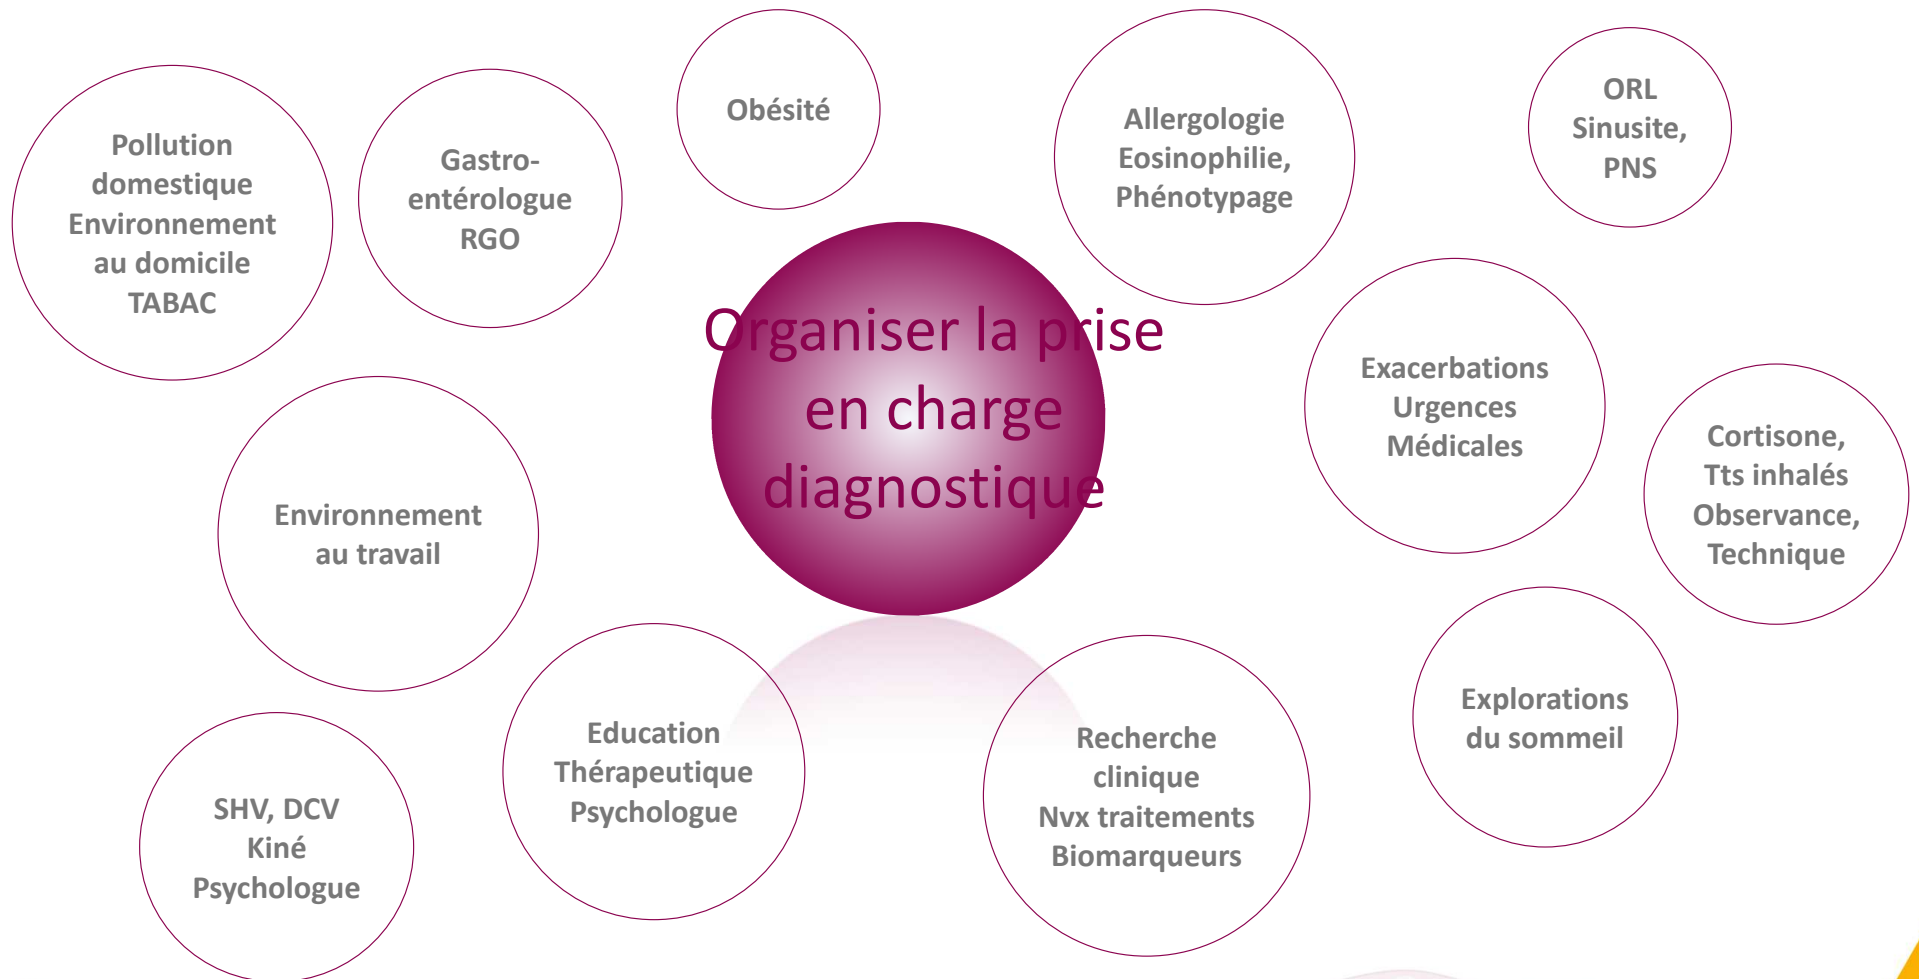 Pollution
domestique
Environnement
au domicile
TABAC
Gastro-
entérologue
RGO
Obésité
Allergologie
Eosinophilie,
Phénotypage
ORL
Sinusite,
PNS
Organiser la prise
en charge
diagnostique
Exacerbations
Urgences
Médicales
Cortisone,
Tts inhalés
Observance,
Technique
Environnement
au travail
Explorations
du sommeil
Education
Thérapeutique
Psychologue
Recherche
clinique
Nvx traitements
Biomarqueurs
SHV, DCV
Kiné
Psychologue